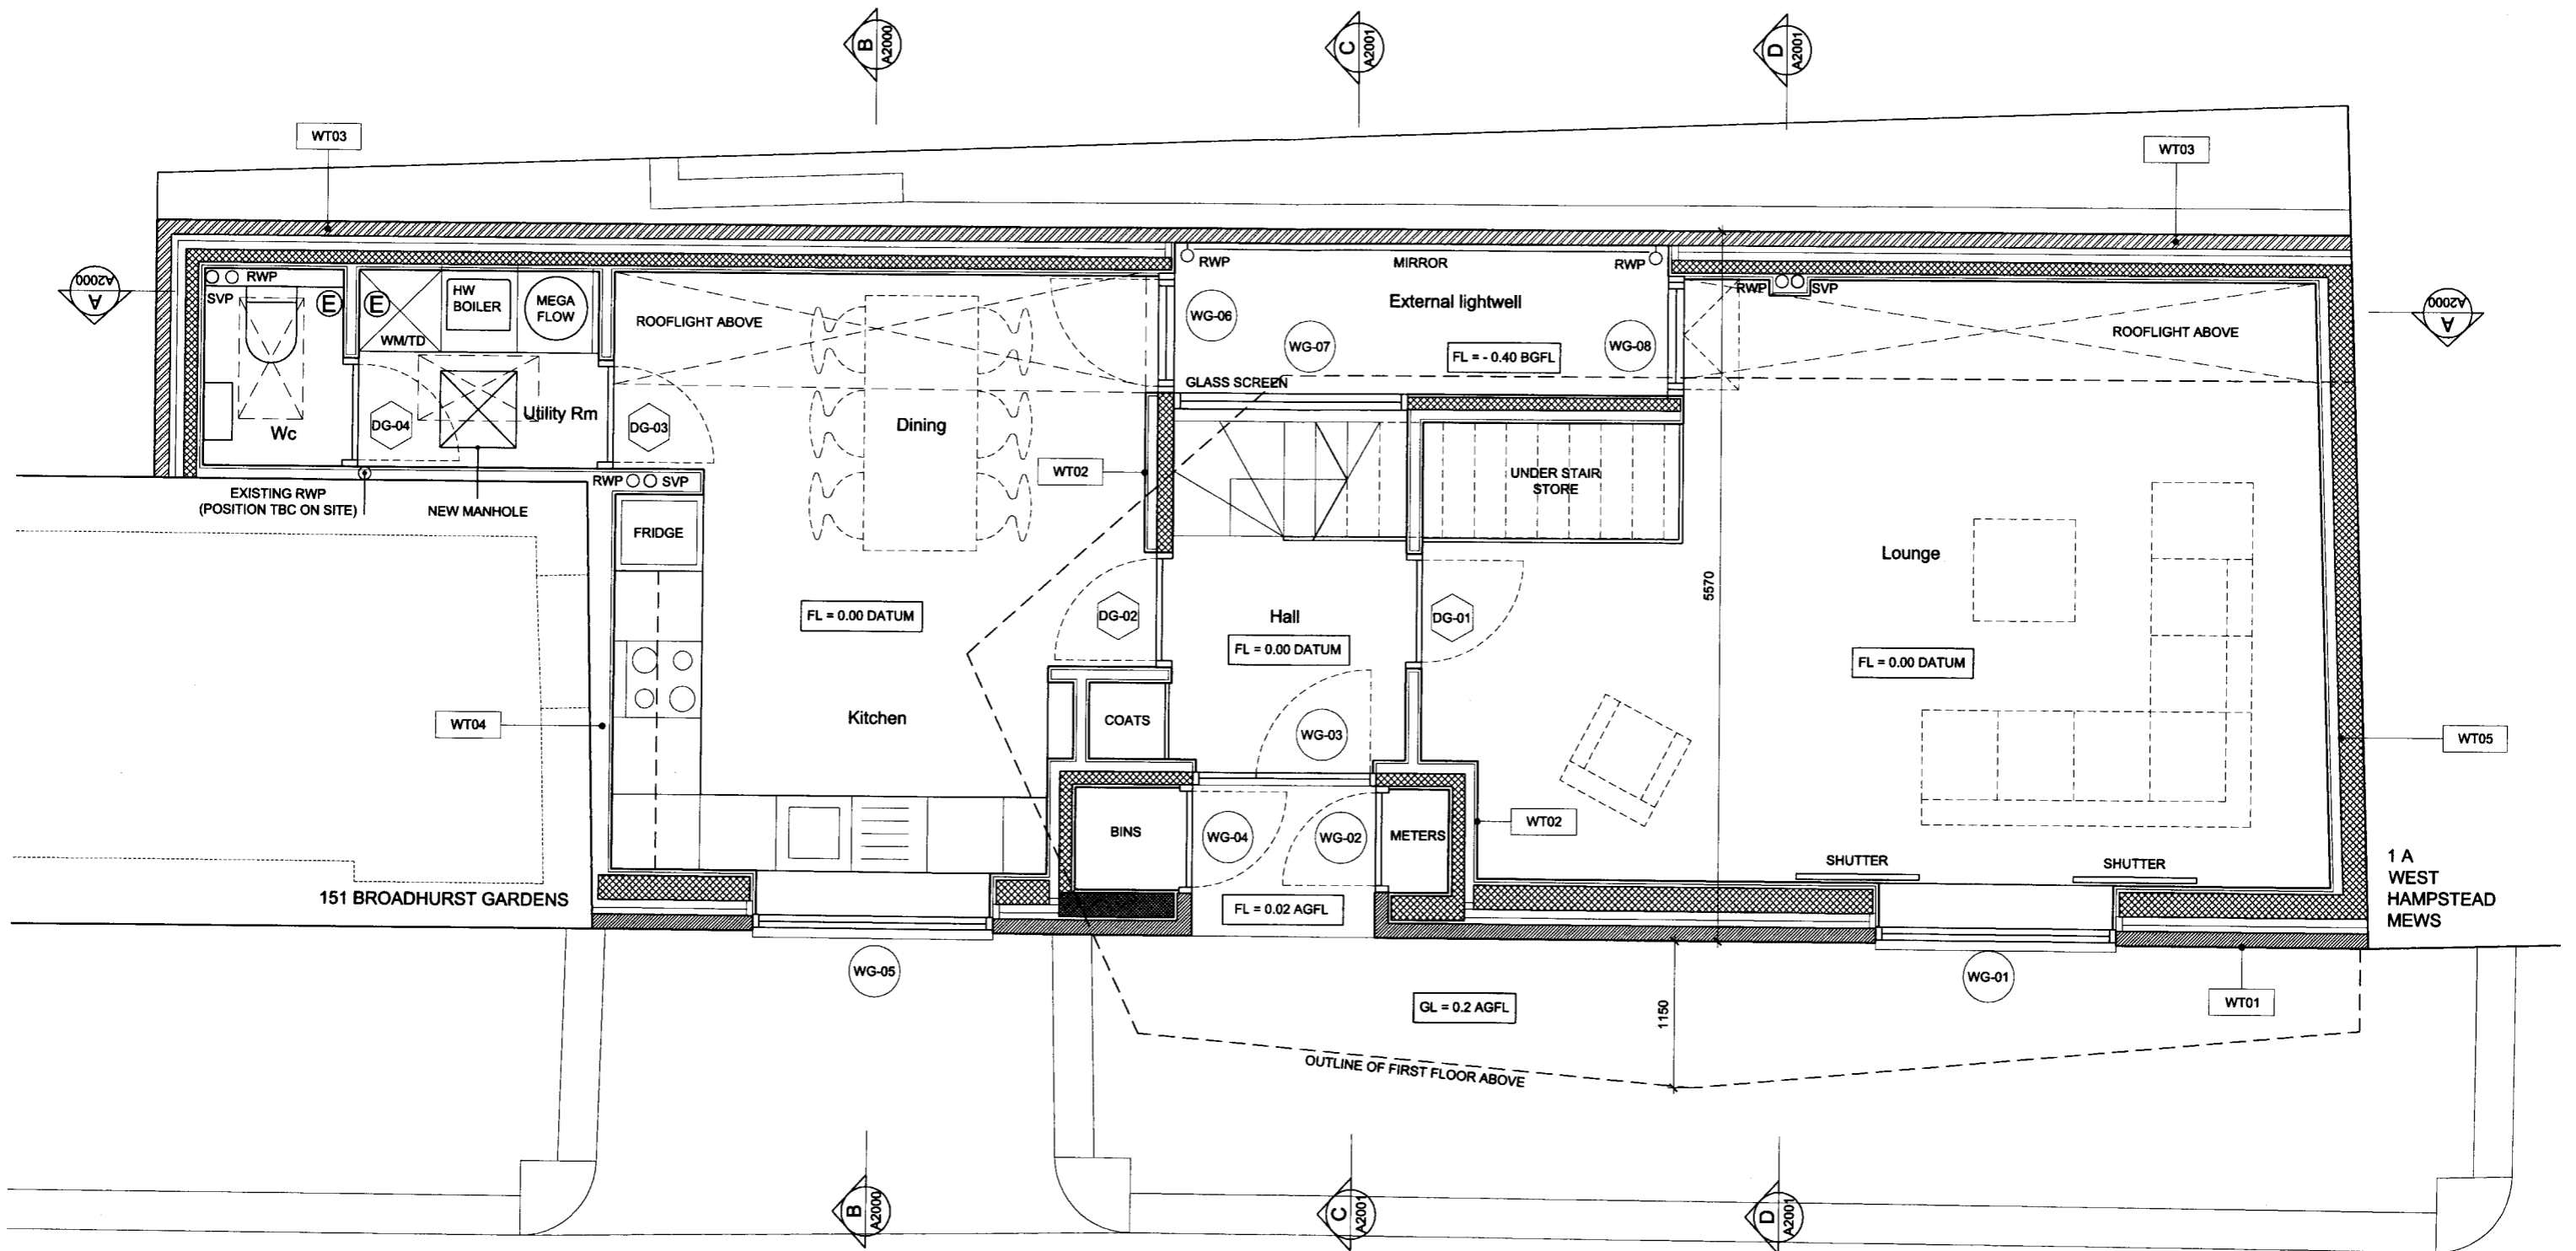 B
A2000
C
A2001
D
A2001
WT03
WT03
A
A2000
RWP
SVP
E
E
HW
BOILER
MEGA
FLOW
WM/TD
ROOFLIGHT ABOVE
RWP
MIRROR
RWP
External lightwell
WG-06
WG-07
WG-08
FL = - 0.40 BGFL
GLASS SCREEN
RWP
SVP
ROOFLIGHT ABOVE
A
A2000
Wc
DG-04
Utility Rm
DG-03
Dining
WT02
UNDER STAIR
STORE
EXISTING RWP
(POSITION TBC ON SITE)
NEW MANHOLE
RWP
SVP
FRIDGE
Lounge
5570
FL = 0.00 DATUM
DG-02
Hall
FL = 0.00 DATUM
DG-01
FL = 0.00 DATUM
WT04
Kitchen
COATS
WG-03
WT05
BINS
WG-04
WG-02
METERS
WT02
SHUTTER
SHUTTER
1 A
WEST
HAMPSTEAD
MEWS
151 BROADHURST GARDENS
FL = 0.02 AGFL
WG-05
WG-01
GL = 0.2 AGFL
1150
WT01
OUTLINE OF FIRST FLOOR ABOVE
B
A2000
C
A2001
D
A2001